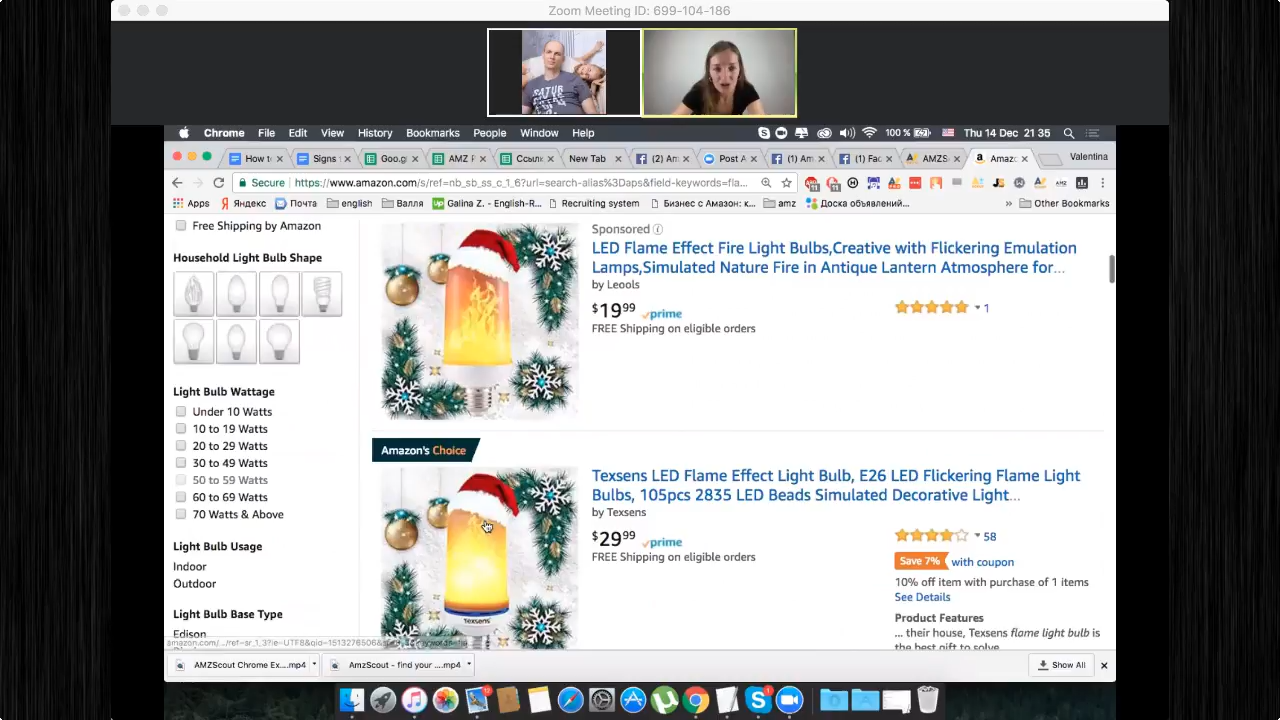 Zoom Meeting ID: 699-104-186
SATUR
Chrome File Edit View History Bookmarks People Window Help 100 % Thu 14 Dec 21 35
How t Signs Goo.g AMZ F Ссылк New Tab (2) Am Post A (1) Am (1) Fac AMZS Amaz Valentina
Secure https://www.amazon.com/s/ref=nb_sb_ss_c_1_6?url=search-alias%3Daps&field-keywords=fla...
Apps Яндекс Почта english Валля Galina Z. - English-R... Recruiting system Бизнес с Amazon: к... amz Доска объявлений... » Other Bookmarks
Free Shipping by Amazon
Household Light Bulb Shape
Light Bulb Wattage
Under 10 Watts
10 to 19 Watts
20 to 29 Watts
30 to 49 Watts
50 to 59 Watts
60 to 69 Watts
70 Watts & Above
Light Bulb Usage
Indoor
Outdoor
Light Bulb Base Type
Edison
Sponsored
LED Flame Effect Fire Light Bulbs,Creative with Flickering Emulation
Lamps,Simulated Nature Fire in Antique Lantern Atmosphere for...
by Leools
$19 99 prime
FREE Shipping on eligible orders
1
Amazon's Choice
Texsens LED Flame Effect Light Bulb, E26 LED Flickering Flame Light
Bulbs, 105pcs 2835 LED Beads Simulated Decorative Light...
by Texsens
$29 99 prime
FREE Shipping on eligible orders
58
Save 7% with coupon
10% off item with purchase of 1 items
See Details
Product Features
... their house, Texsens flame light bulb is
the best gift to solve
TEXSENS
AMZScout Chrome Ex....mp4 AMZScout - find your ....mp4 Show All